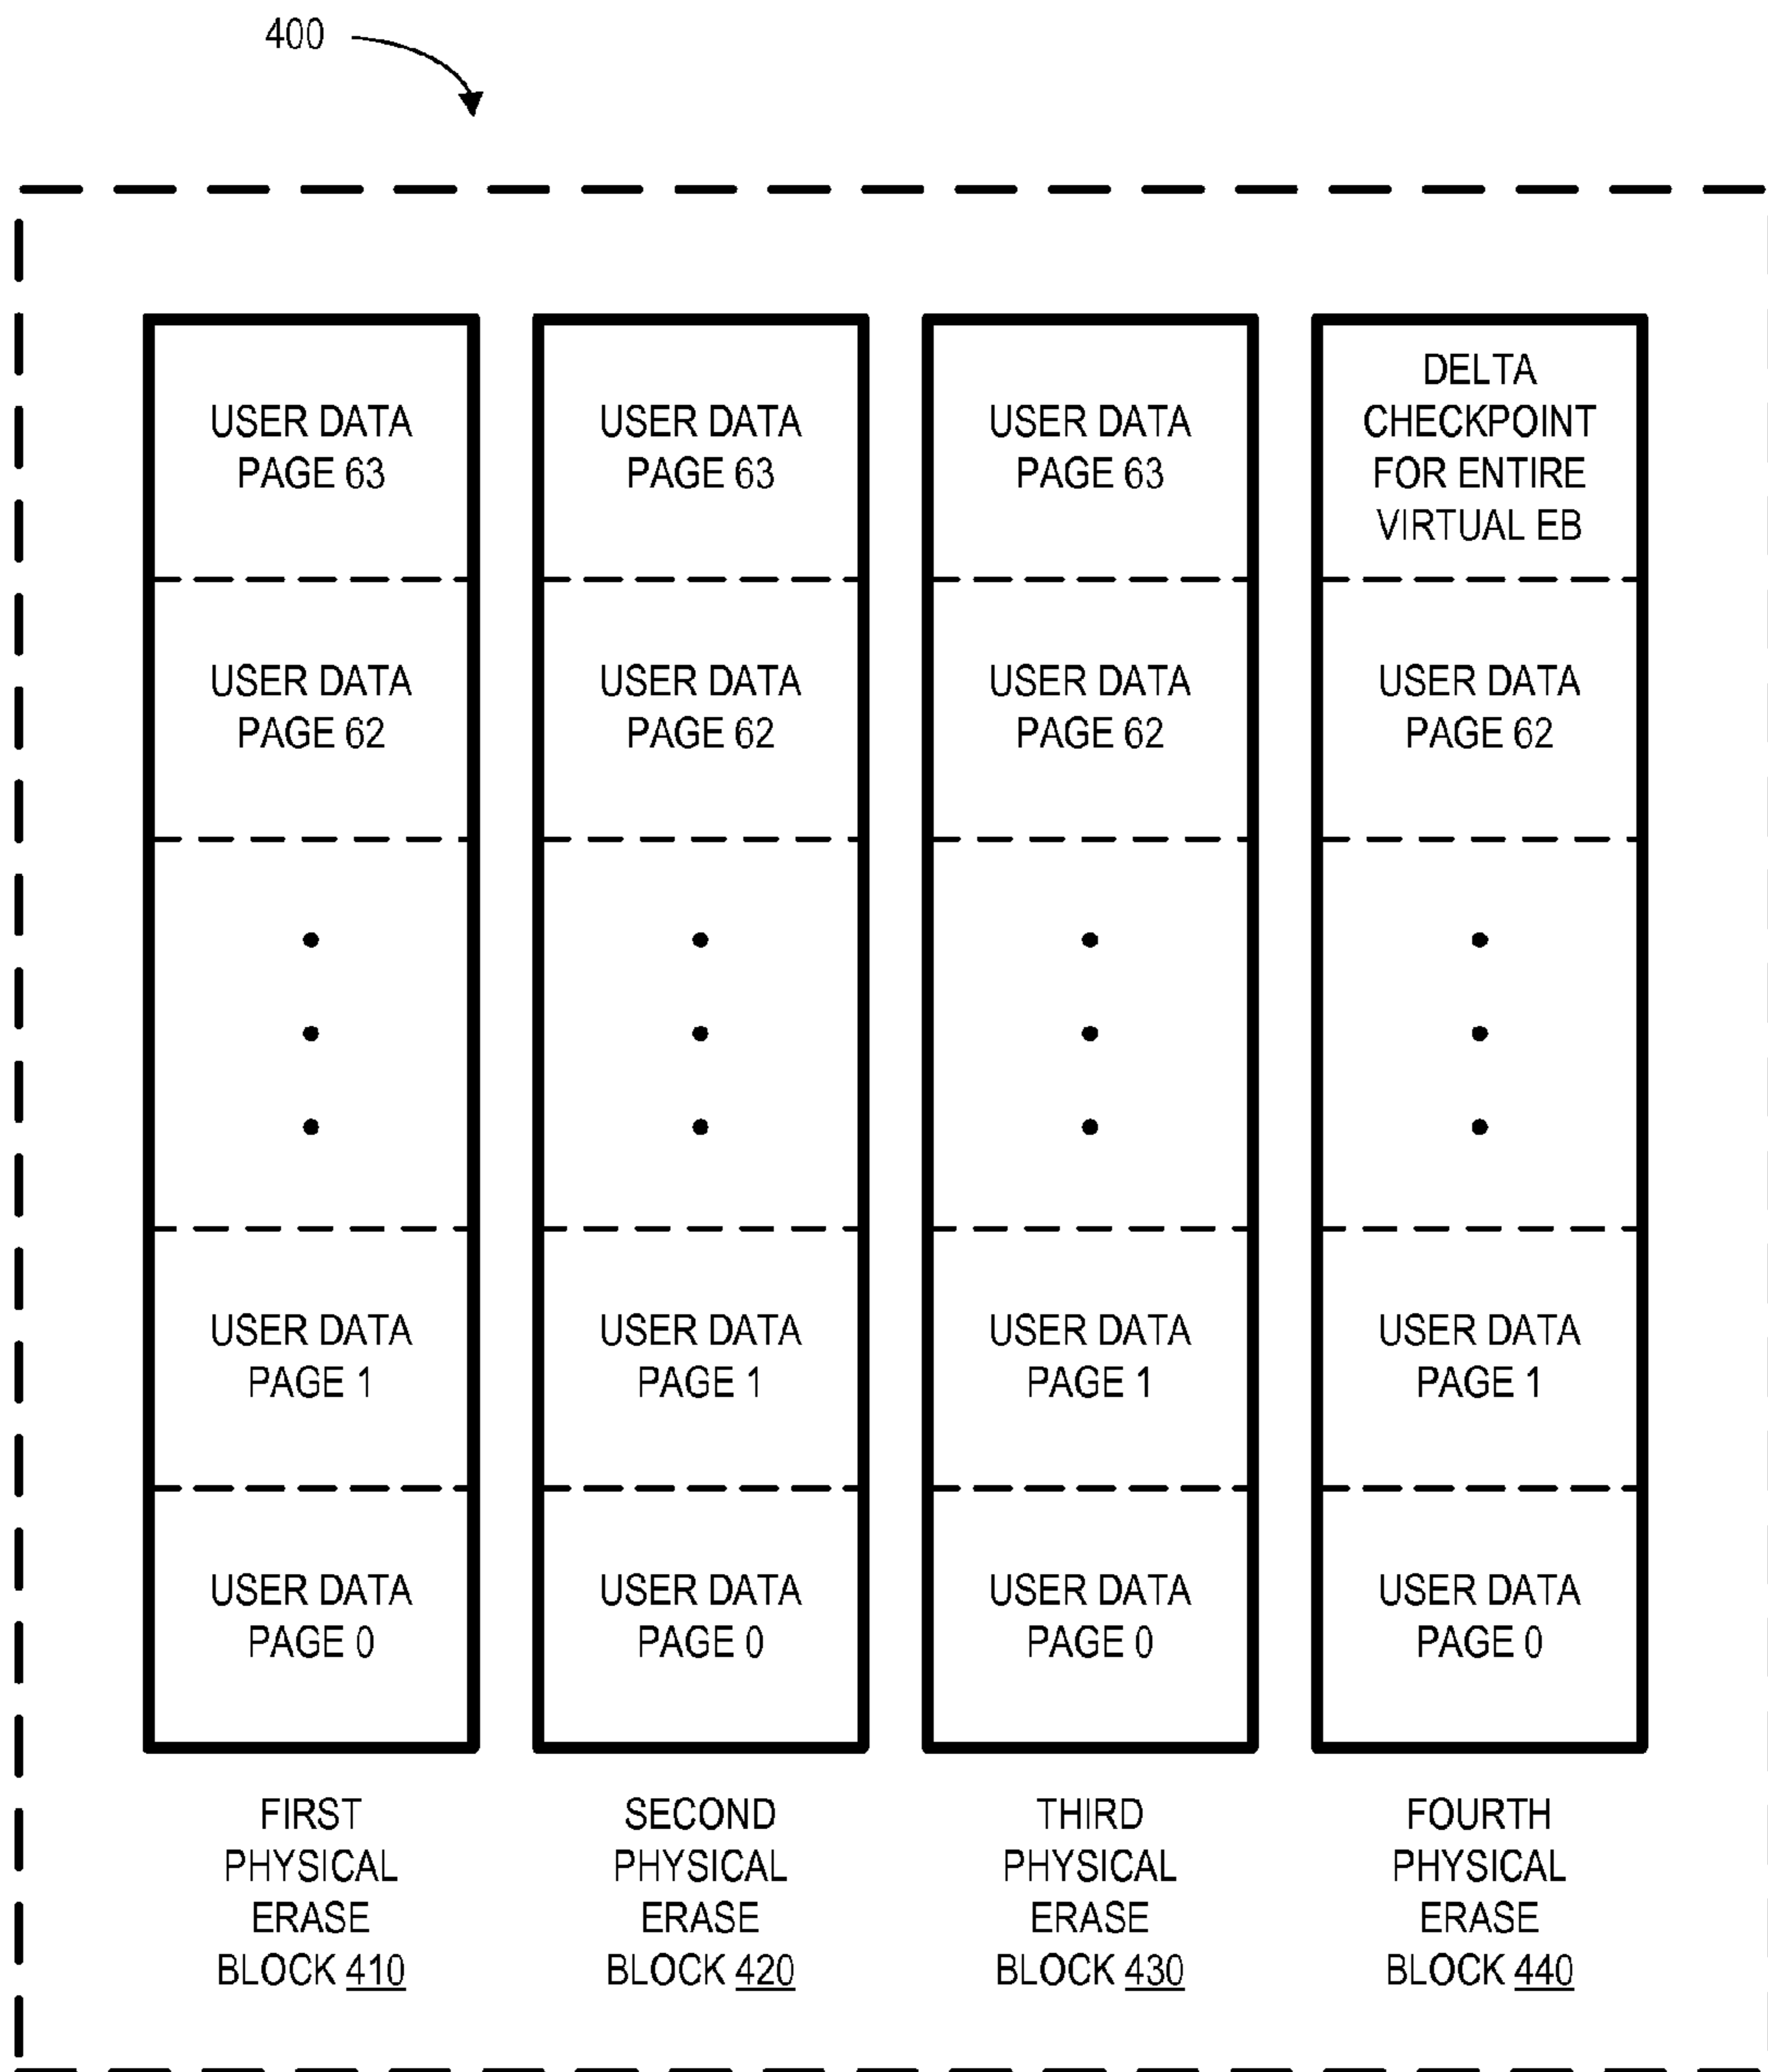 400
USER DATA
PAGE 63
USER DATA
PAGE 63
USER DATA
PAGE 63
DELTA
CHECKPOINT
FOR ENTIRE
VIRTUAL EB
USER DATA
PAGE 62
USER DATA
PAGE 62
USER DATA
PAGE 62
USER DATA
PAGE 62
USER DATA
PAGE 1
USER DATA
PAGE 1
USER DATA
PAGE 1
USER DATA
PAGE 1
USER DATA
PAGE 0
USER DATA
PAGE 0
USER DATA
PAGE 0
USER DATA
PAGE 0
FIRST
PHYSICAL
ERASE
BLOCK 410
SECOND
PHYSICAL
ERASE
BLOCK 420
THIRD
PHYSICAL
ERASE
BLOCK 430
FOURTH
PHYSICAL
ERASE
BLOCK 440